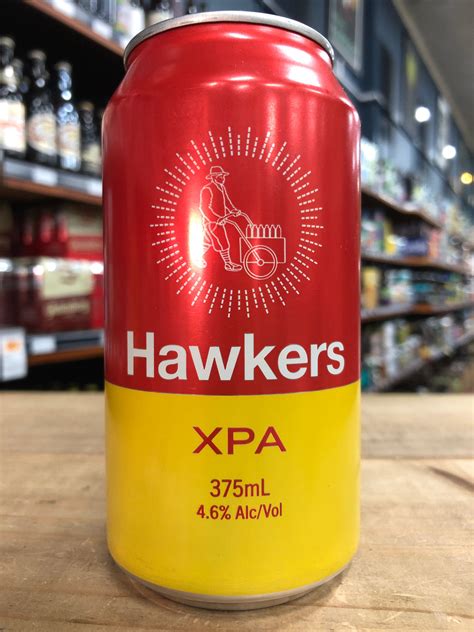 Hawkers
XPA
375mL
4.6% Alc/Vol